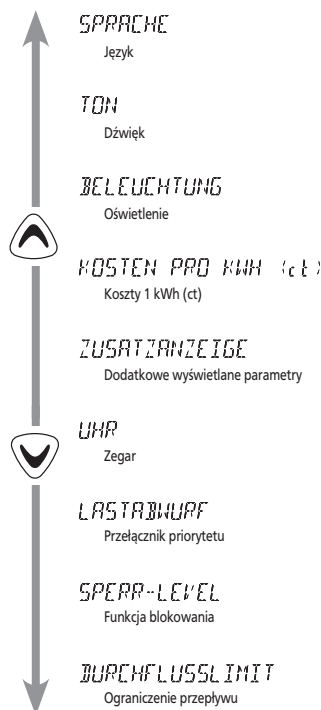 SPRACHE
Język
TON
Dźwięk
BELEUCHTUNG
Oświetlenie
KOSTEN PRO KWH (ct)
Koszty 1 kWh (ct)
ZUSATZANZEIGE
Dodatkowe wyświetlane parametry
UHR
Zegar
LASTABWURF
Przełącznik priorytetu
SPERR-LEVEL
Funkcja blokowania
DURCHFLUSSLIMIT
Ograniczenie przepływu